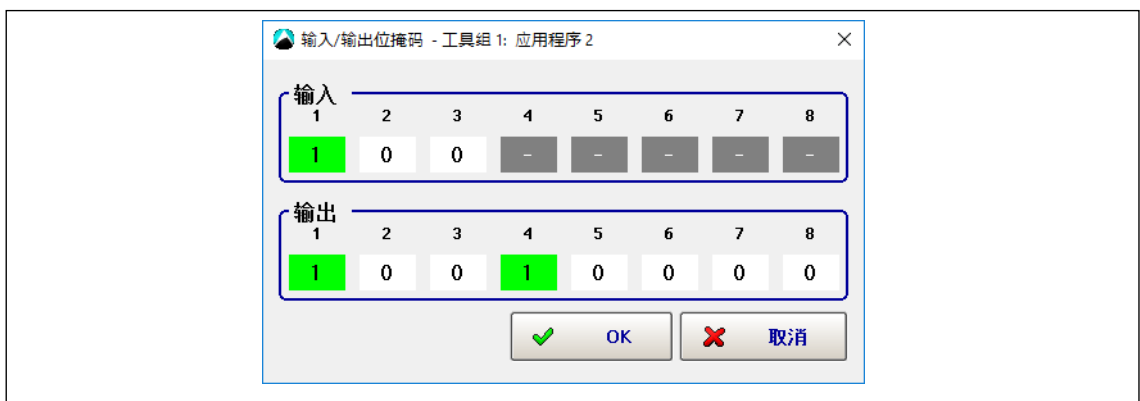 输入/输出位掩码 - 工具组 1: 应用程序 2
输入
1 2 3 4 5 6 7 8
1 0 0 - - - - -
输出
1 2 3 4 5 6 7 8
1 0 0 1 0 0 0 0
OK 取消